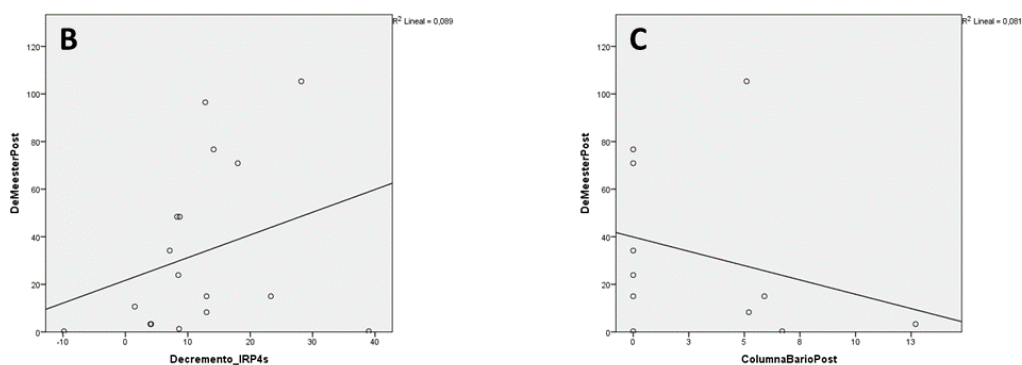 B
R² Lineal = 0,089
120
100
80
60
40
20
0
DeMeesterPost
-10 0 10 20 30 40
Decremento_IRP4s
C
R² Lineal = 0,081
120
100
80
60
40
20
0
DeMeesterPost
0 3 5 8 10 13
ColumnaBarioPost